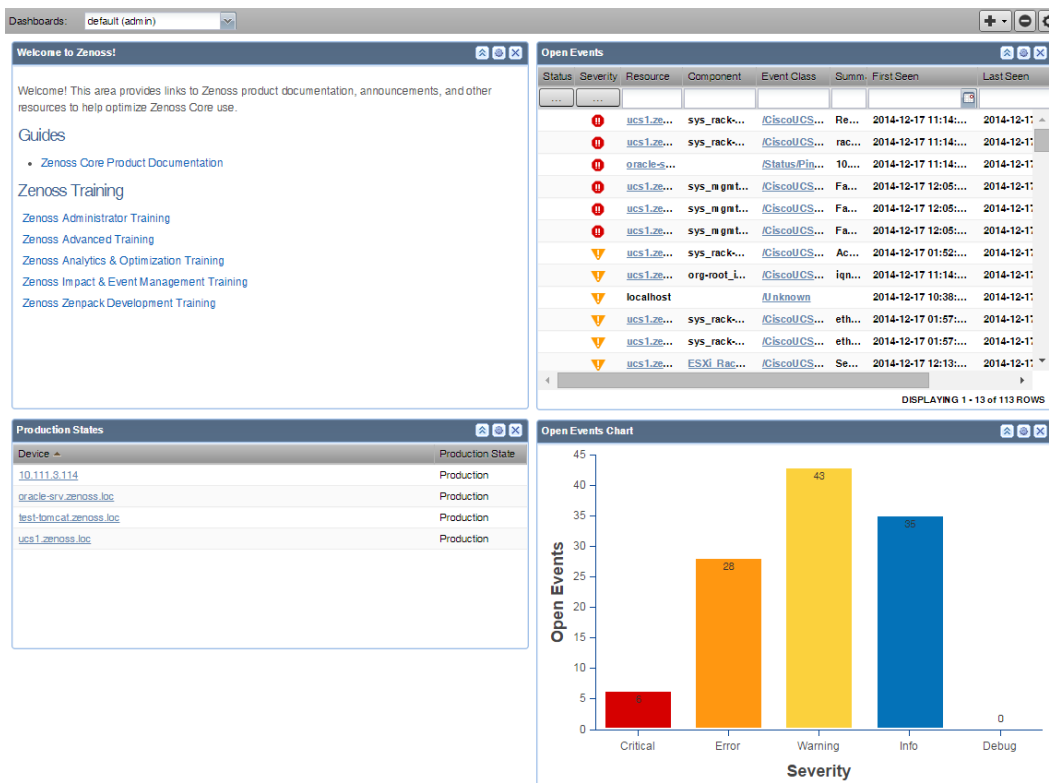 Dashboards: default (admin)
Welcome to Zenoss!
Welcome! This area provides links to Zenoss product documentation, announcements, and other
resources to help optimize Zenoss Core use.
Guides
• Zenoss Core Product Documentation
Zenoss Training
Zenoss Administrator Training
Zenoss Advanced Training
Zenoss Analytics & Optimization Training
Zenoss Impact & Event Management Training
Zenoss Zenpack Development Training
Open Events
Status Severity Resource Component Event Class Summ First Seen Last Seen
... ...
ucs1.ze... sys_rack-... /CiscoUCS... Re... 2014-12-17 11:14:... 2014-12-17
ucs1.ze... sys_rack-... /CiscoUCS... rac... 2014-12-17 11:14:... 2014-12-17
oracle-s... /Status/Pin... 10.... 2014-12-17 11:14:... 2014-12-17
ucs1.ze... sys_mgmt... /CiscoUCS... Fa... 2014-12-17 12:05:... 2014-12-17
ucs1.ze... sys_mgmt... /CiscoUCS... Fa... 2014-12-17 12:05:... 2014-12-17
ucs1.ze... sys_mgmt... /CiscoUCS... Fa... 2014-12-17 12:05:... 2014-12-17
ucs1.ze... sys_rack-... /CiscoUCS... Ac... 2014-12-17 01:52:... 2014-12-17
ucs1.ze... org-root_i... /CiscoUCS... iqn... 2014-12-17 11:14:... 2014-12-17
localhost /Unknown 2014-12-17 10:38:... 2014-12-17
ucs1.ze... sys_rack-... /CiscoUCS... eth... 2014-12-17 01:57:... 2014-12-17
ucs1.ze... sys_rack-... /CiscoUCS... eth... 2014-12-17 01:57:... 2014-12-17
ucs1.ze... ESXi Rac... /CiscoUCS... Se... 2014-12-17 12:13:... 2014-12-17
DISPLAYING 1 - 13 of 113 ROWS
Production States
Device Production State
10.111.3.114 Production
oracle-srv.zenoss.loc Production
test-tomcat.zenoss.loc Production
ucs1.zenoss.loc Production
Open Events Chart
45
40
35
30
25
20
15
10
5
0
Open Events
28
43
0
Critical Error Warning Info Debug
Severity